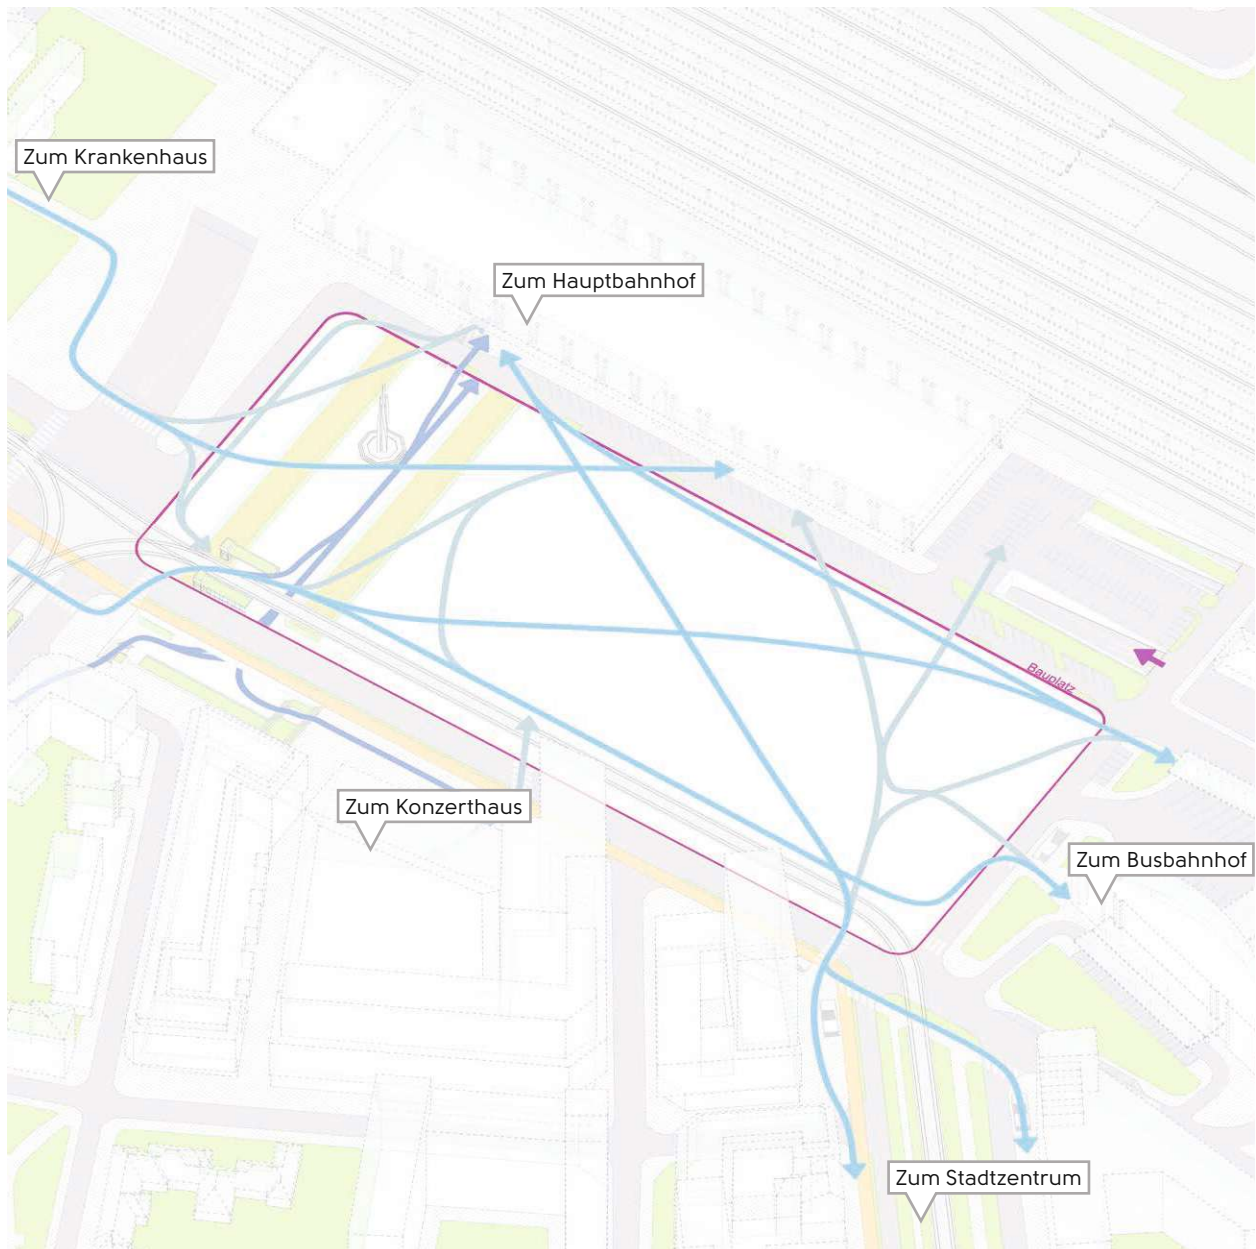 Zum Krankenhaus
Zum Hauptbahnhof
Bauplatz
Zum Konzerthaus
Zum Busbahnhof
Zum Stadtzentrum